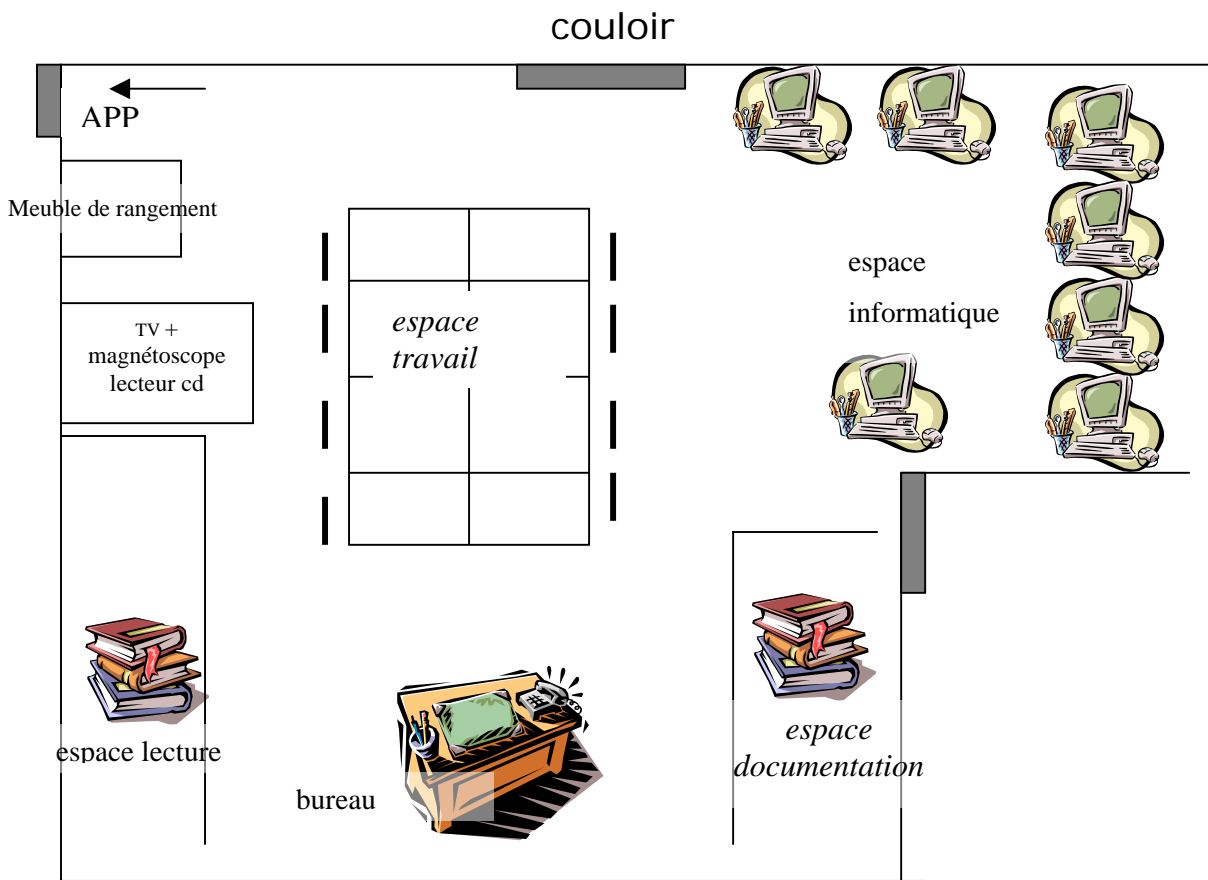 couloir
APP
Meuble de rangement
espace
informatique
TV +
magnétoscope
lecteur cd
espace
travail
espace lecture
bureau
espace
documentation